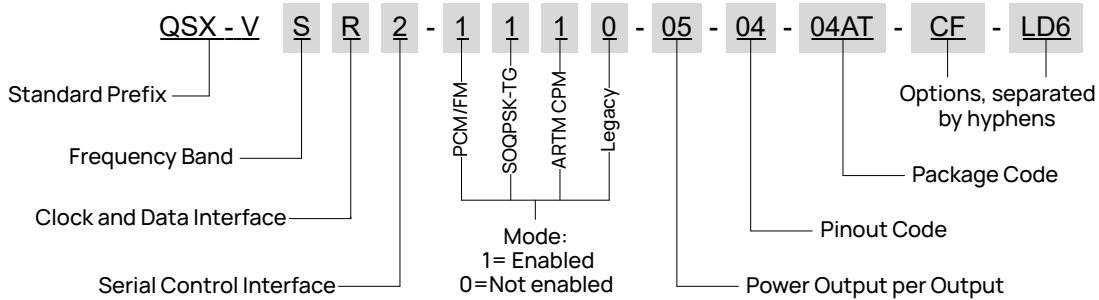 QSX - V S R 2 - 1 1 1 0 - 05 - 04 - 04AT - CF - LD6
Standard Prefix
Frequency Band
Clock and Data Interface
Serial Control Interface
PCM/FM
SOQPSK-TG
ARTM CPM
Legacy
Mode:
1= Enabled
0=Not enabled
Options, separated
by hyphens
Package Code
Pinout Code
Power Output per Output